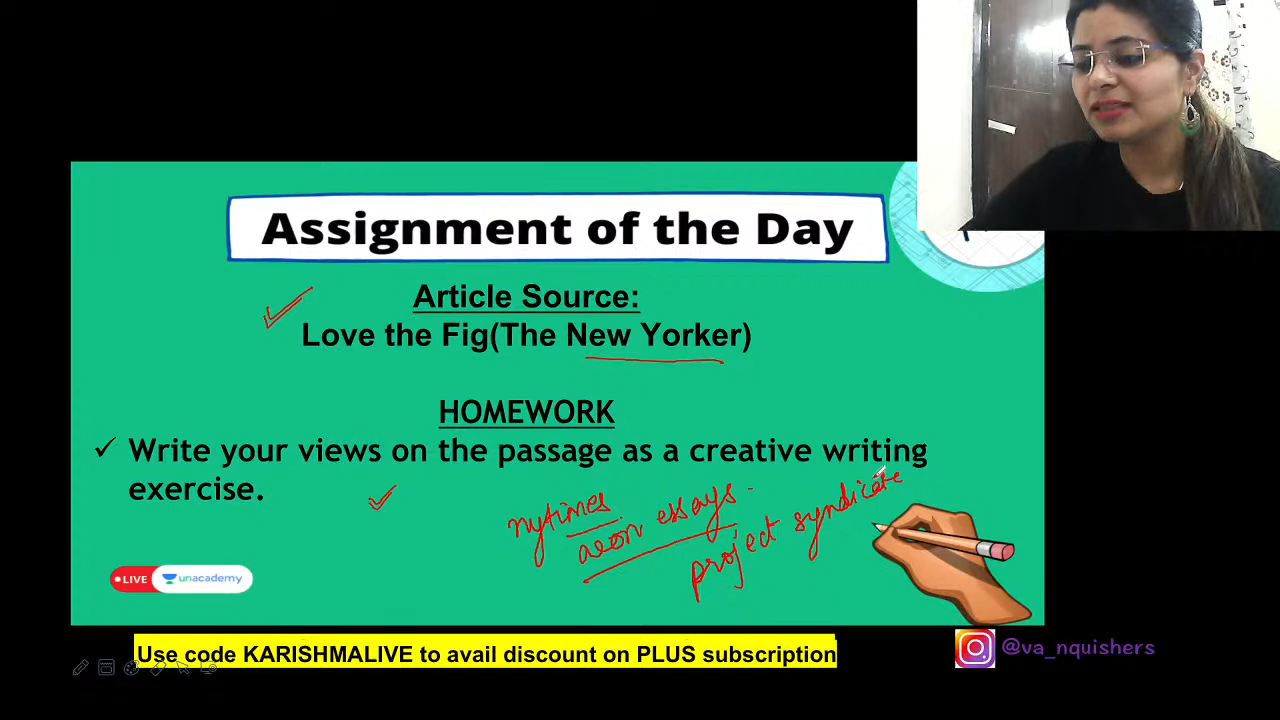 Assignment of the Day
Article Source:
Love the Fig(The New Yorker)
HOMEWORK
✓ Write your views on the passage as a creative writing
exercise.
nytimes
aeon essays
project syndicate
LIVE unacademy
Use code KARISHMALIVE to avail discount on PLUS subscription
@va_nquishers